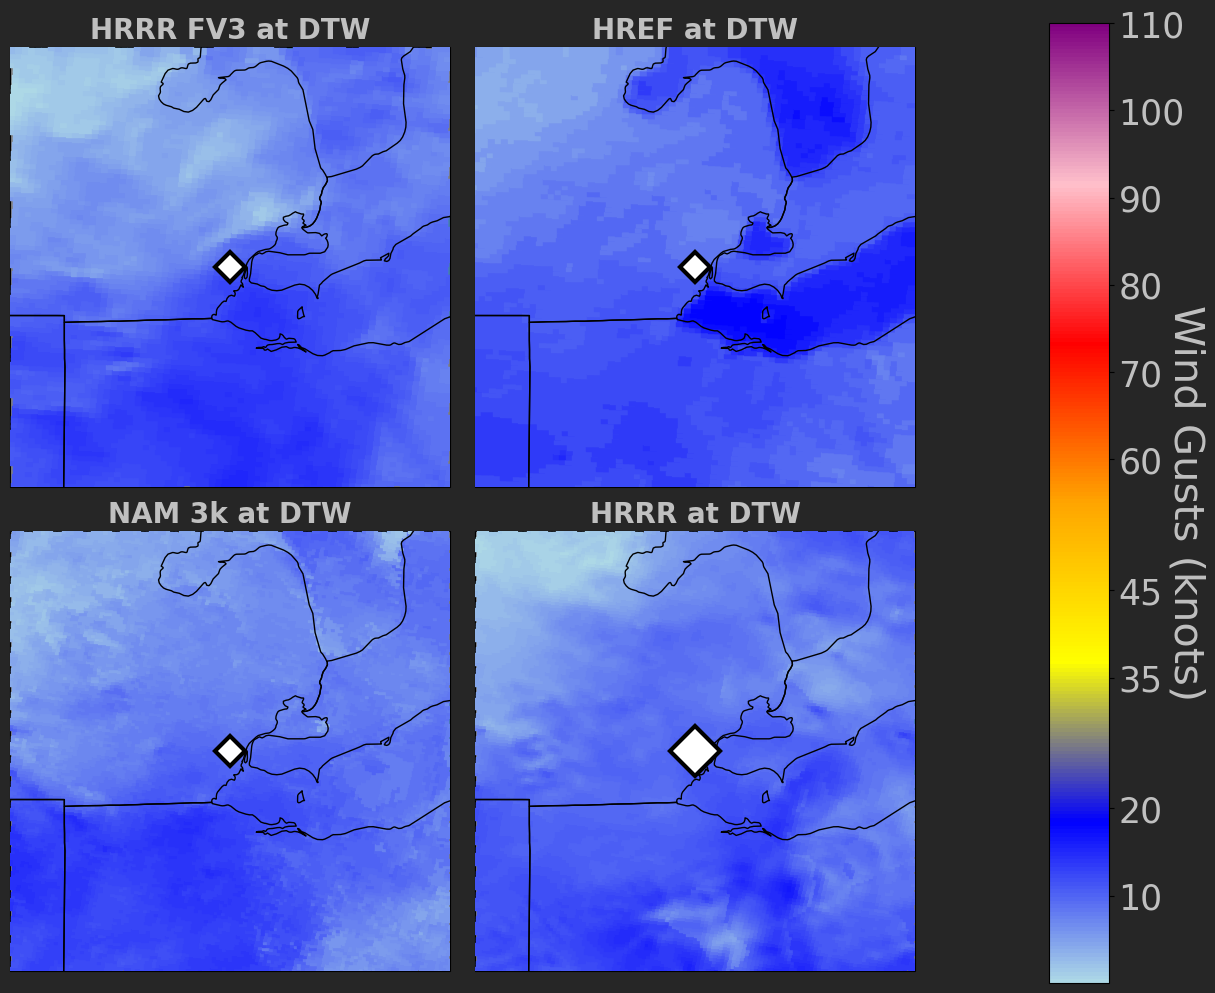 HRRR FV3 at DTW
HREF at DTW
NAM 3k at DTW
HRRR at DTW
110
100
90
80
70
60
45
35
20
10
Wind Gusts (knots)